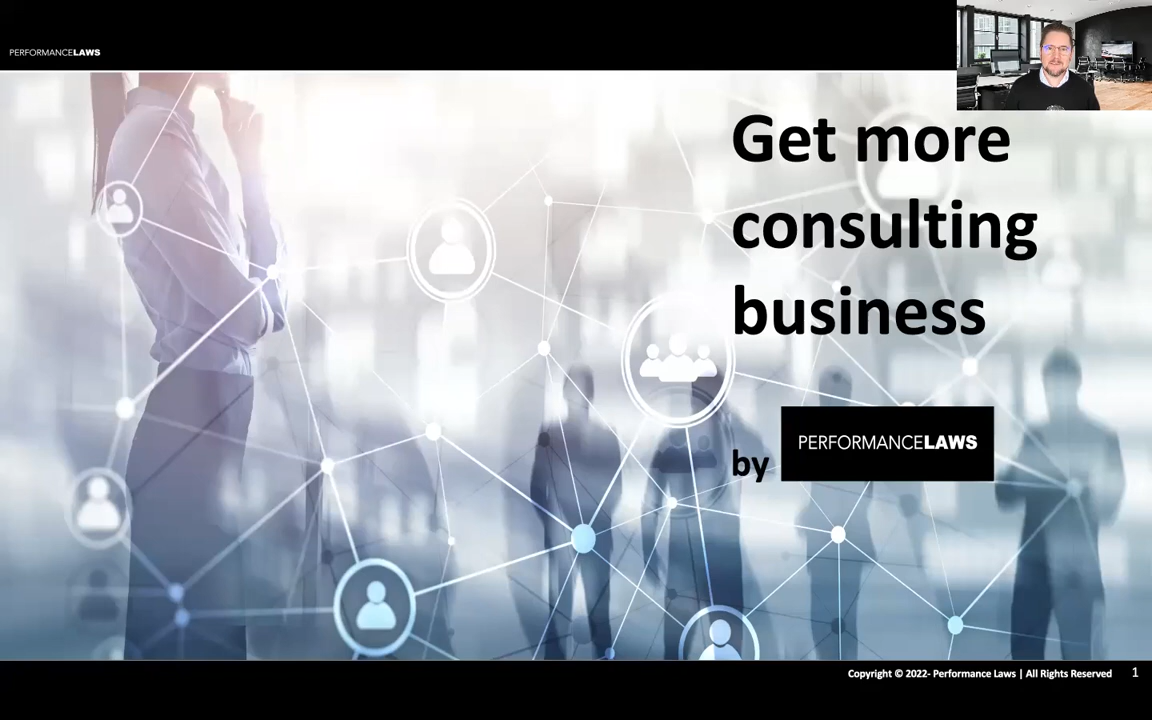 PERFORMANCELAWS
Get more
consulting
business
by PERFORMANCELAWS
Copyright © 2022- Performance Laws | All Rights Reserved 1